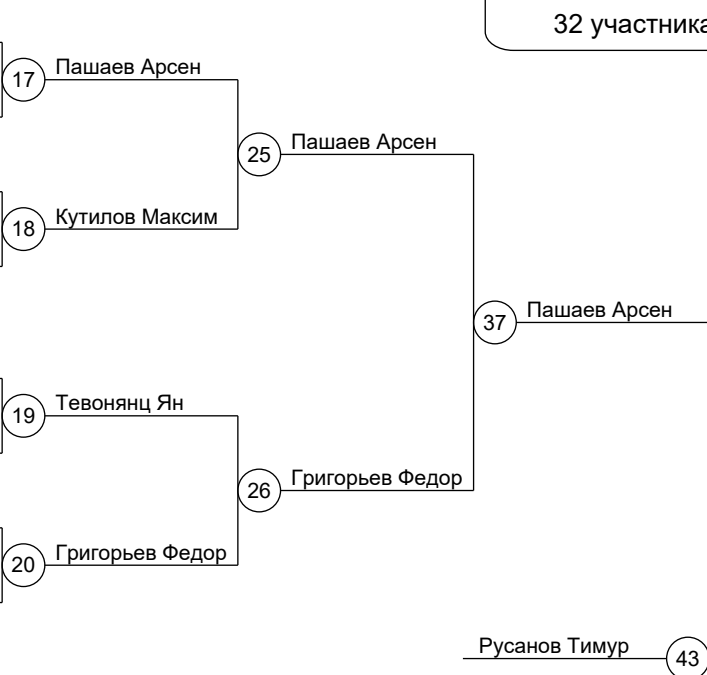 32 участника
17 Пашаев Арсен
25 Пашаев Арсен
18 Кутилов Максим
37 Пашаев Арсен
19 Тевонянц Ян
26 Григорьев Федор
20 Григорьев Федор
Русанов Тимур 43